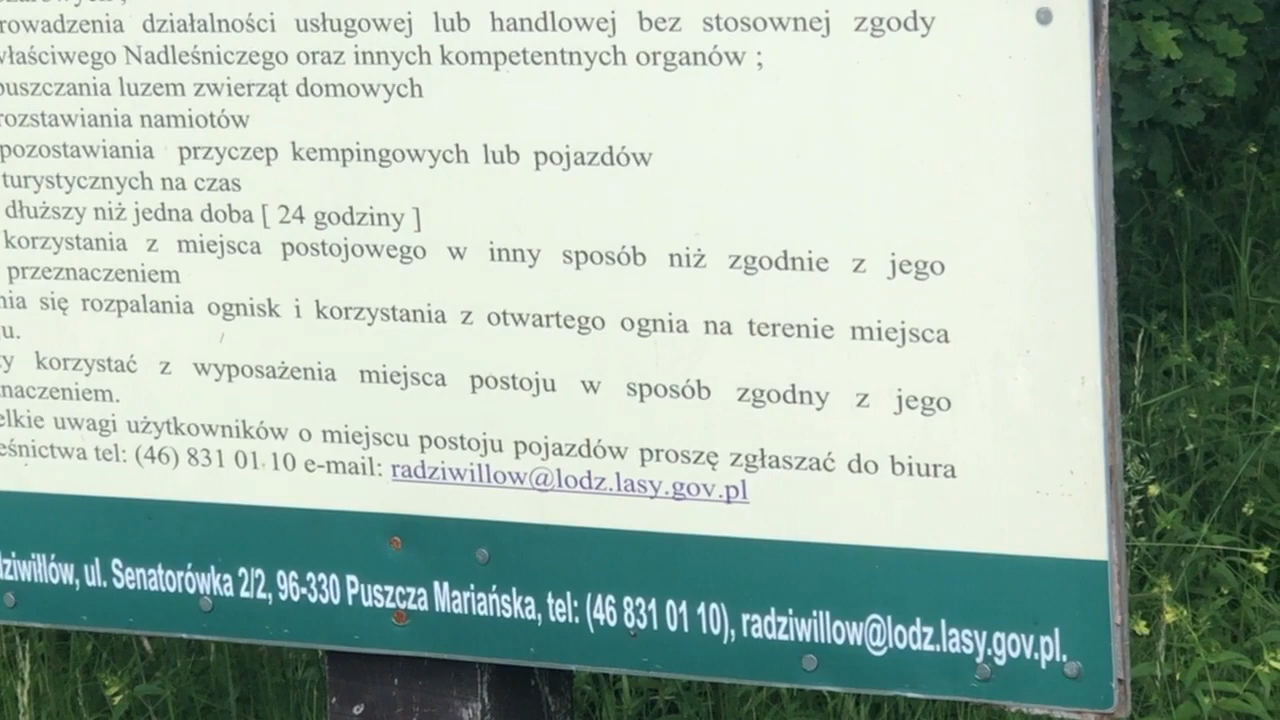 rowadzenia działalności usługowej lub handlowej bez stosownej zgody
właściwego Nadleśniczego oraz innych kompetentnych organów ;
puszczania luzem zwierząt domowych
rozstawiania namiotów
pozostawiania przyczep kempingowych lub pojazdów
turystycznych na czas
dłuższy niż jedna doba [ 24 godziny ]
korzystania z miejsca postojowego w inny sposób niż zgodnie z jego
przeznaczeniem
nia się rozpalania ognisk i korzystania z otwartego ognia na terenie miejsca
u.
y korzystać z wyposażenia miejsca postoju w sposób zgodny z jego
naczeniem.
elkie uwagi użytkowników o miejscu postoju pojazdów proszę zgłaszać do biura
eśnictwa tel: (46) 831 01 10 e-mail: radziwillow@lodz.lasy.gov.pl
dziwiłłów, ul. Senatorówka 2/2, 96-330 Puszcza Mariańska, tel: (46 831 01 10), radziwillow@lodz.lasy.gov.pl.